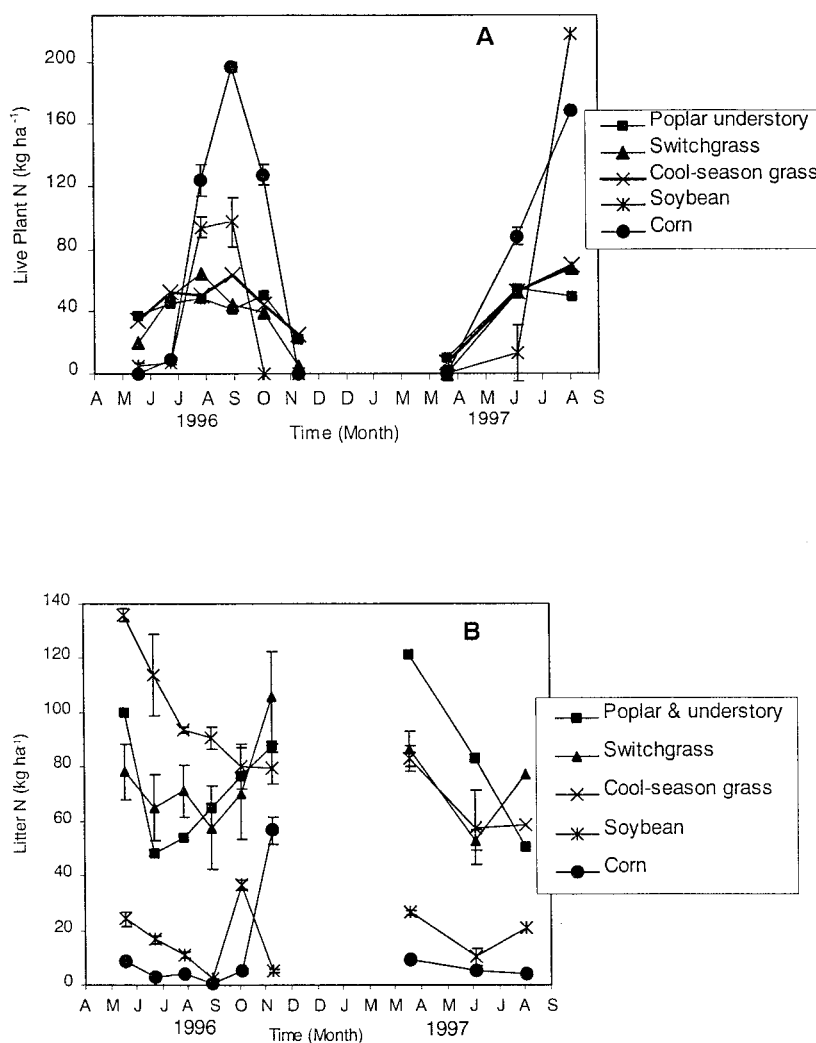 A
200
160
120
80
40
0
Live Plant N (kg ha⁻¹)
Poplar understory
Switchgrass
Cool-season grass
Soybean
Corn
A M J J A S O N D D J M A M J J A S
1996 1997
Time (Month)
B
140
120
100
80
60
40
20
0
Litter N (kg ha⁻¹)
Poplar & understory
Switchgrass
Cool-season grass
Soybean
Corn
A M J J A S O N D D J M A M J J A S
1996 1997
Time (Month)